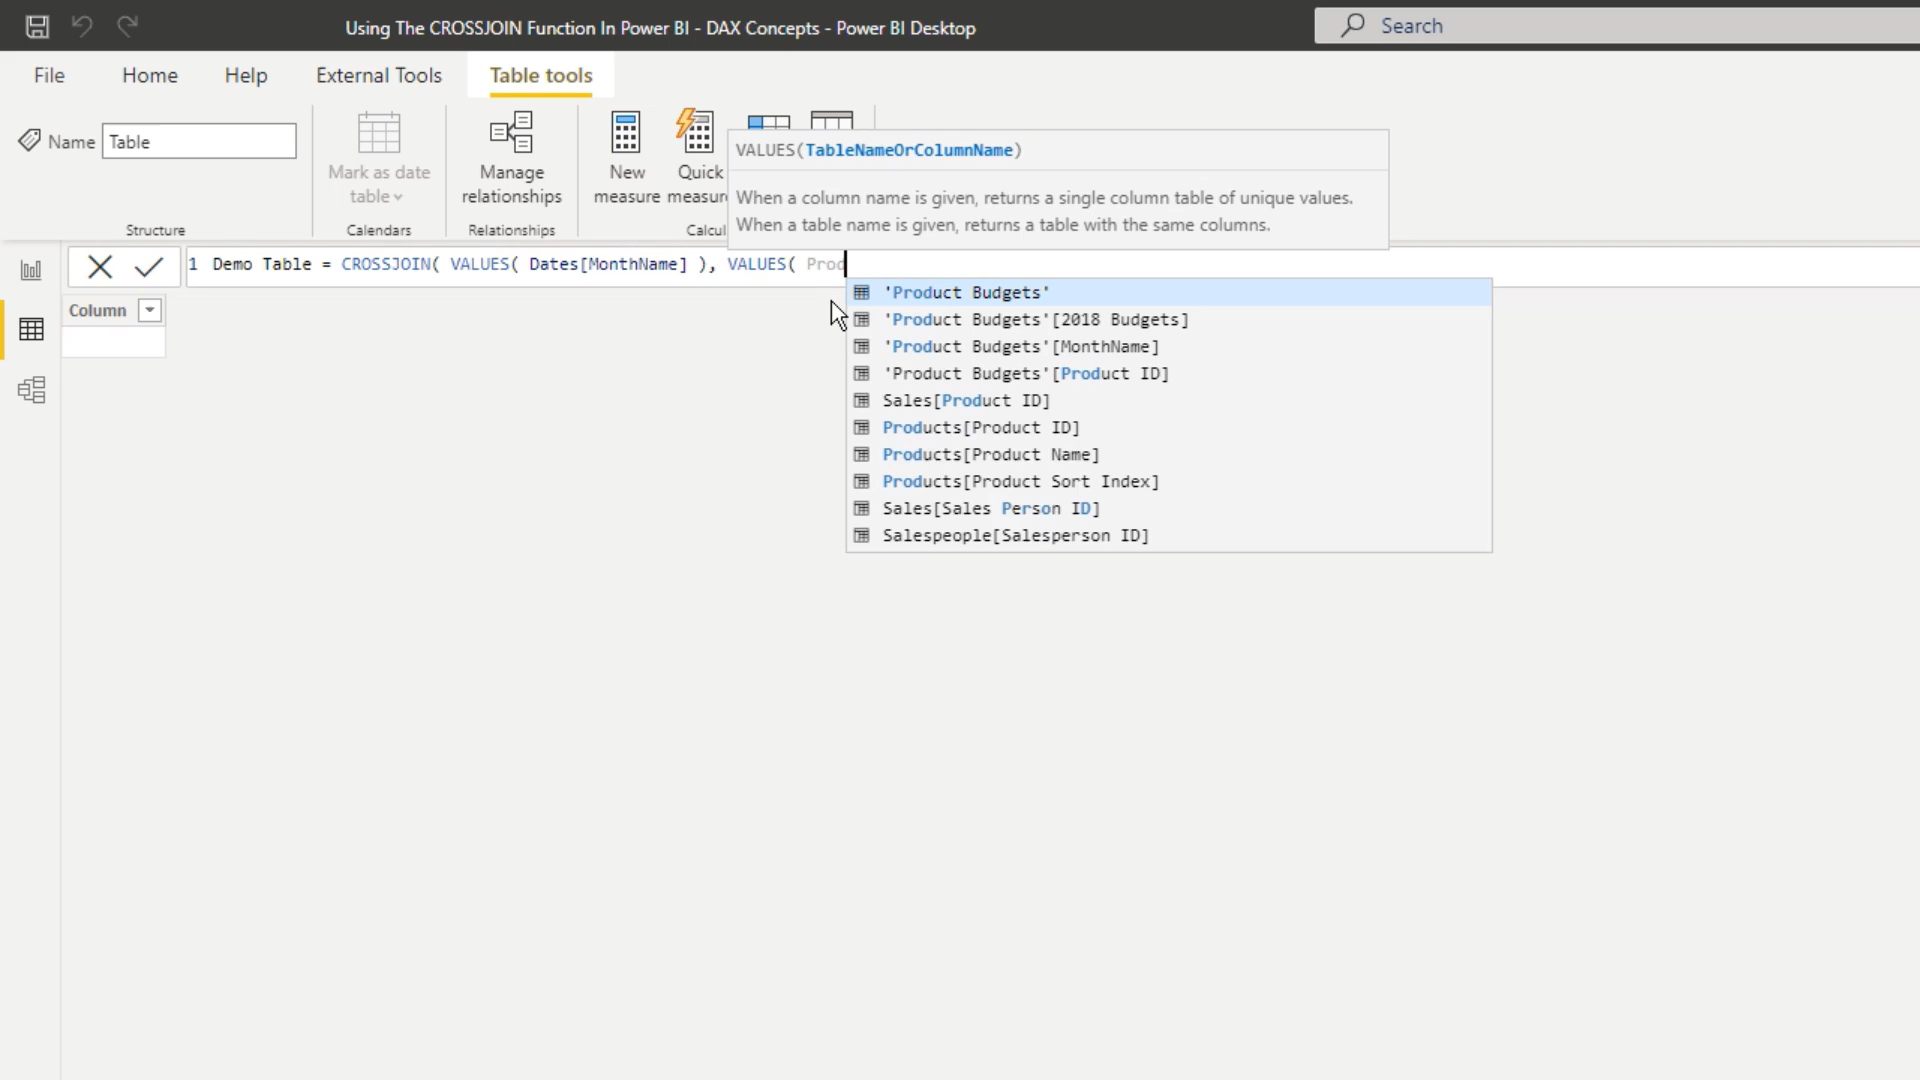 Using The CROSSJOIN Function In Power BI - DAX Concepts - Power BI Desktop
Search
File
Home
Help
External Tools
Table tools
Name
Table
Mark as date
table
Manage
relationships
New
measure
Quick
measur
Structure
Calendars
Relationships
Calcul
VALUES(TableNameOrColumnName)
When a column name is given, returns a single column table of unique values.
When a table name is given, returns a table with the same columns.
1 Demo Table = CROSSJOIN( VALUES( Dates[MonthName] ), VALUES( Prod
Column
'Product Budgets'
'Product Budgets'[2018 Budgets]
'Product Budgets'[MonthName]
'Product Budgets'[Product ID]
Sales[Product ID]
Products[Product ID]
Products[Product Name]
Products[Product Sort Index]
Sales[Sales Person ID]
Salespeople[Salesperson ID]